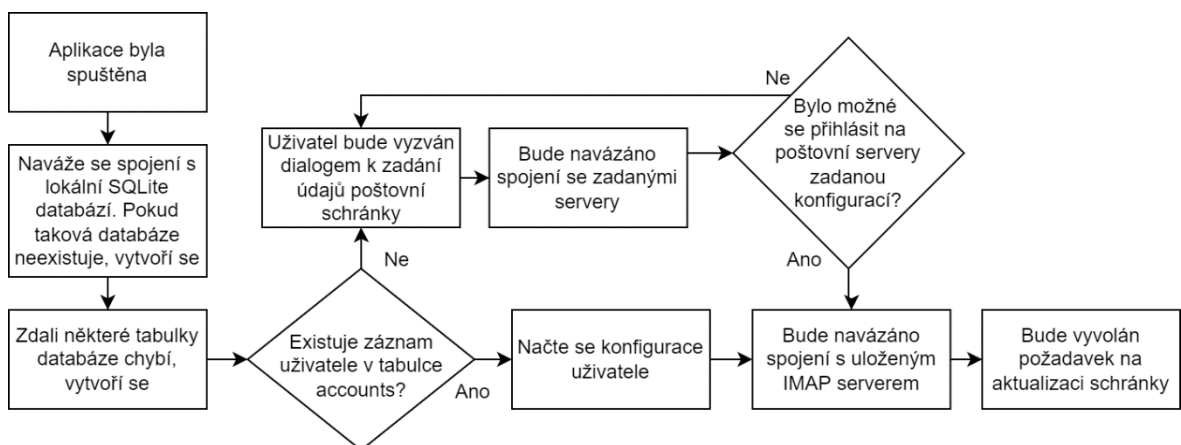 Aplikace byla
spuštěna
Naváže se spojení s
lokální SQLite
databází. Pokud
taková databáze
neexistuje, vytvoří se
Zdali některé tabulky
databáze chybí,
vytvoří se
Existuje záznam
uživatele v tabulce
accounts?
Ne
Uživatel bude vyzván
dialogem k zadání
údajů poštovní
schránky
Bude navázáno
spojení se zadanými
servery
Bylo možné
se přihlásit na
poštovní servery
zadanou
konfigurací?
Ne
Ano
Ano
Načte se konfigurace
uživatele
Bude navázáno
spojení s uloženým
IMAP serverem
Bude vyvolán
požadavek na
aktualizaci schránky